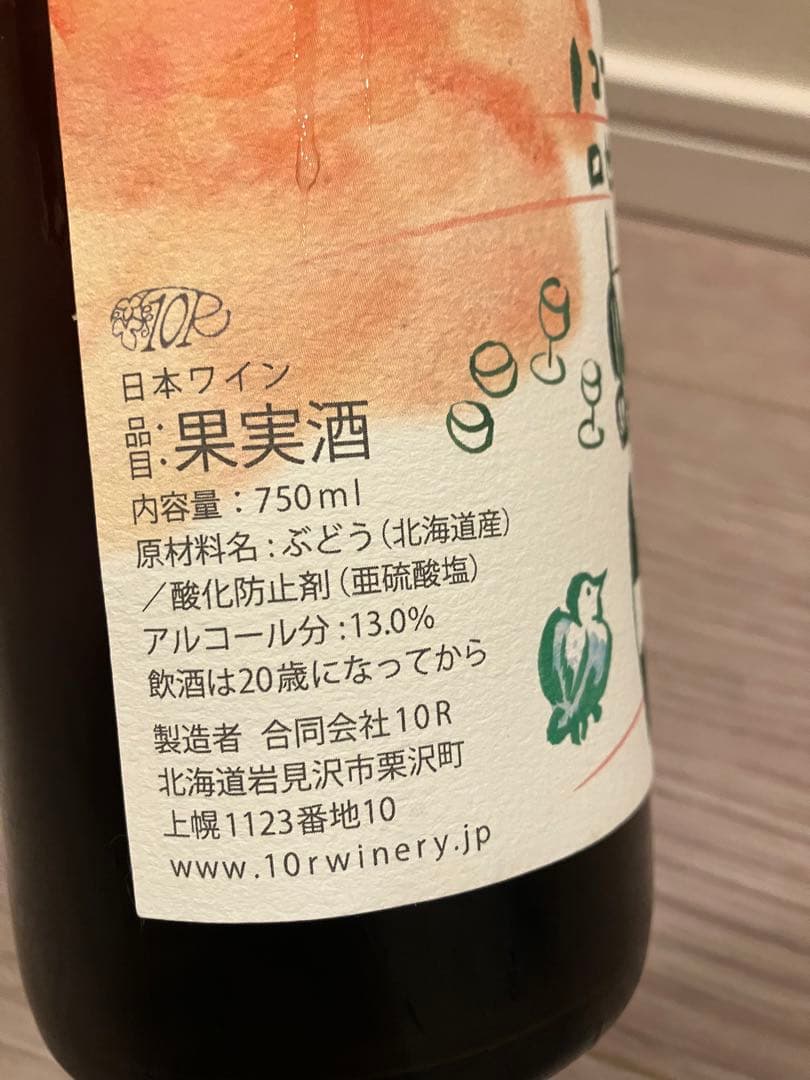 10R
日本ワイン
品目：果実酒
内容量：750ml
原材料名：ぶどう（北海道産）
／酸化防止剤（亜硫酸塩）
アルコール分：13.0%
飲酒は20歳になってから
製造者 合同会社10R
北海道岩見沢市栗沢町
上幌1123番地10
www.10rwinery.jp